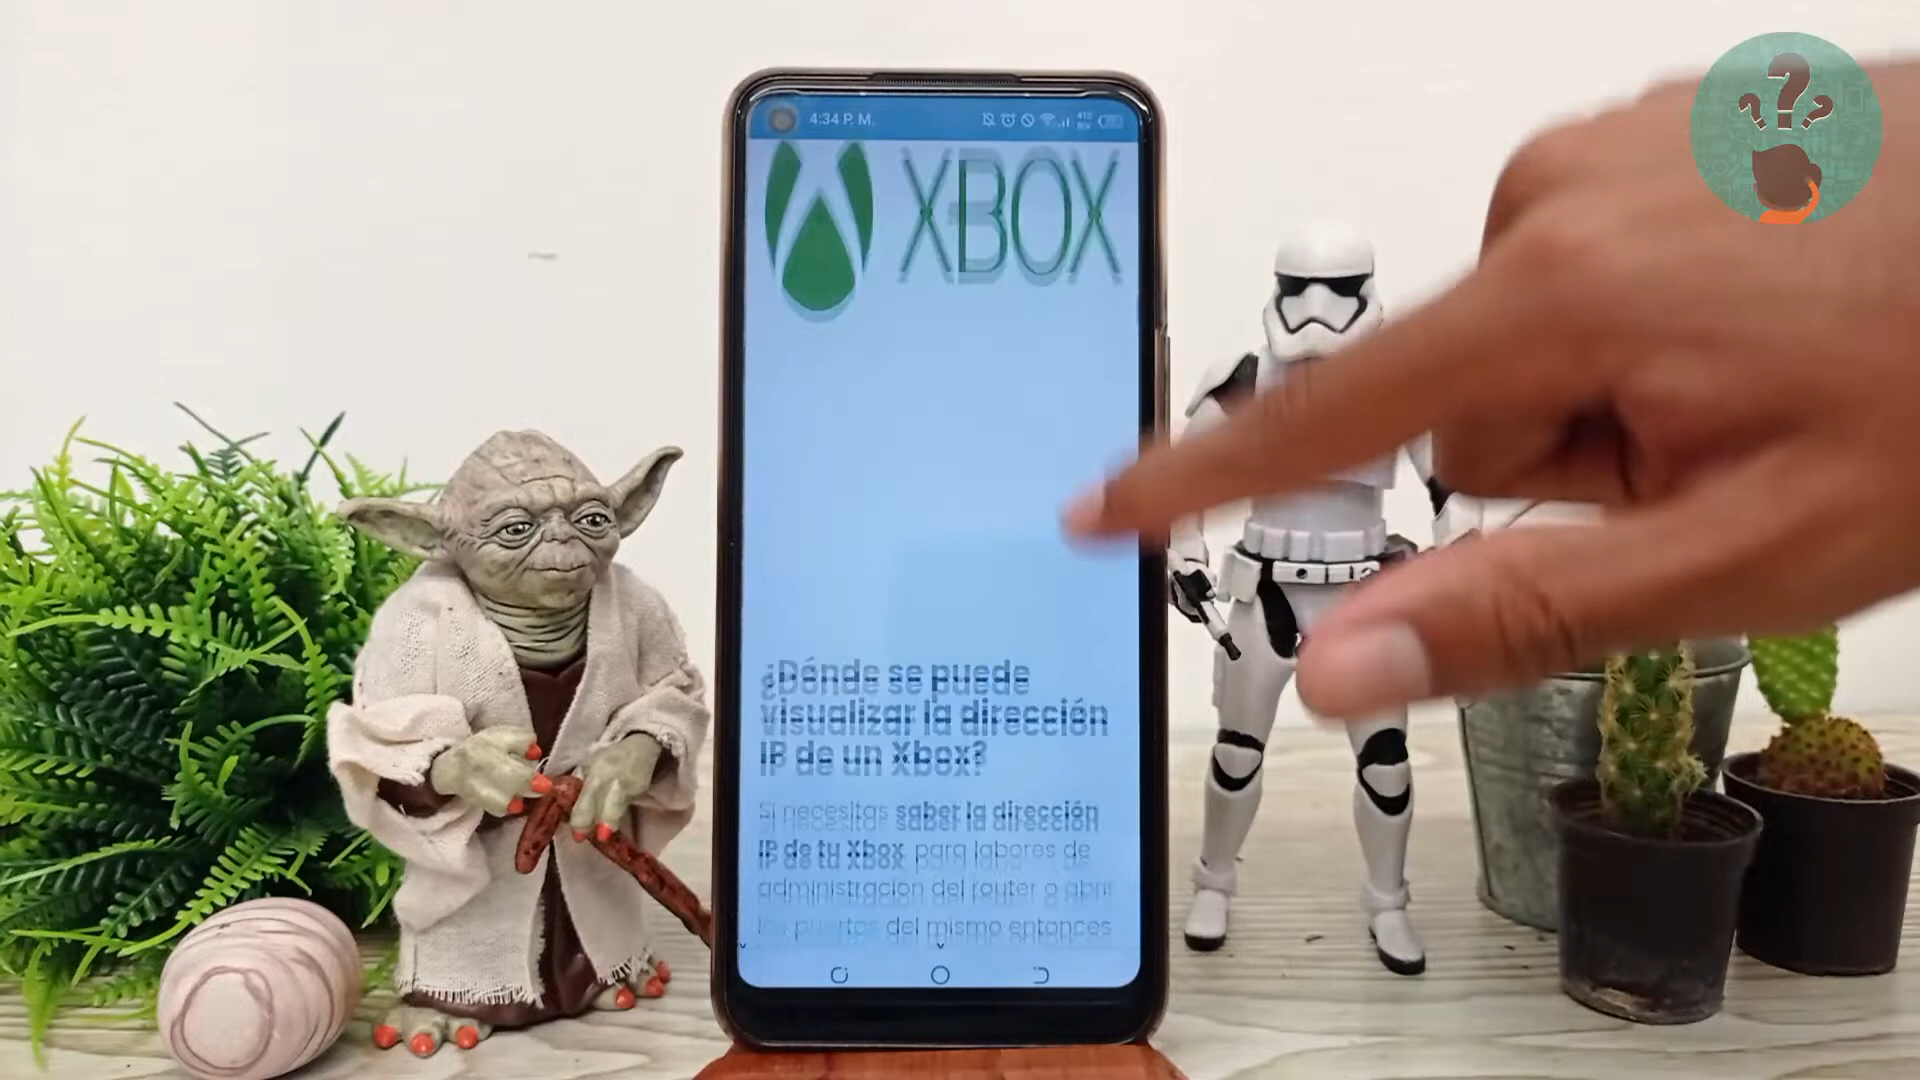 4:34 P. M.
XBOX
¿Dónde se puede
visualizar la dirección
IP de un Xbox?
Si necesitas saber la dirección
IP de tu Xbox para labores de
administración del router o abrir
los puertos del mismo entonces